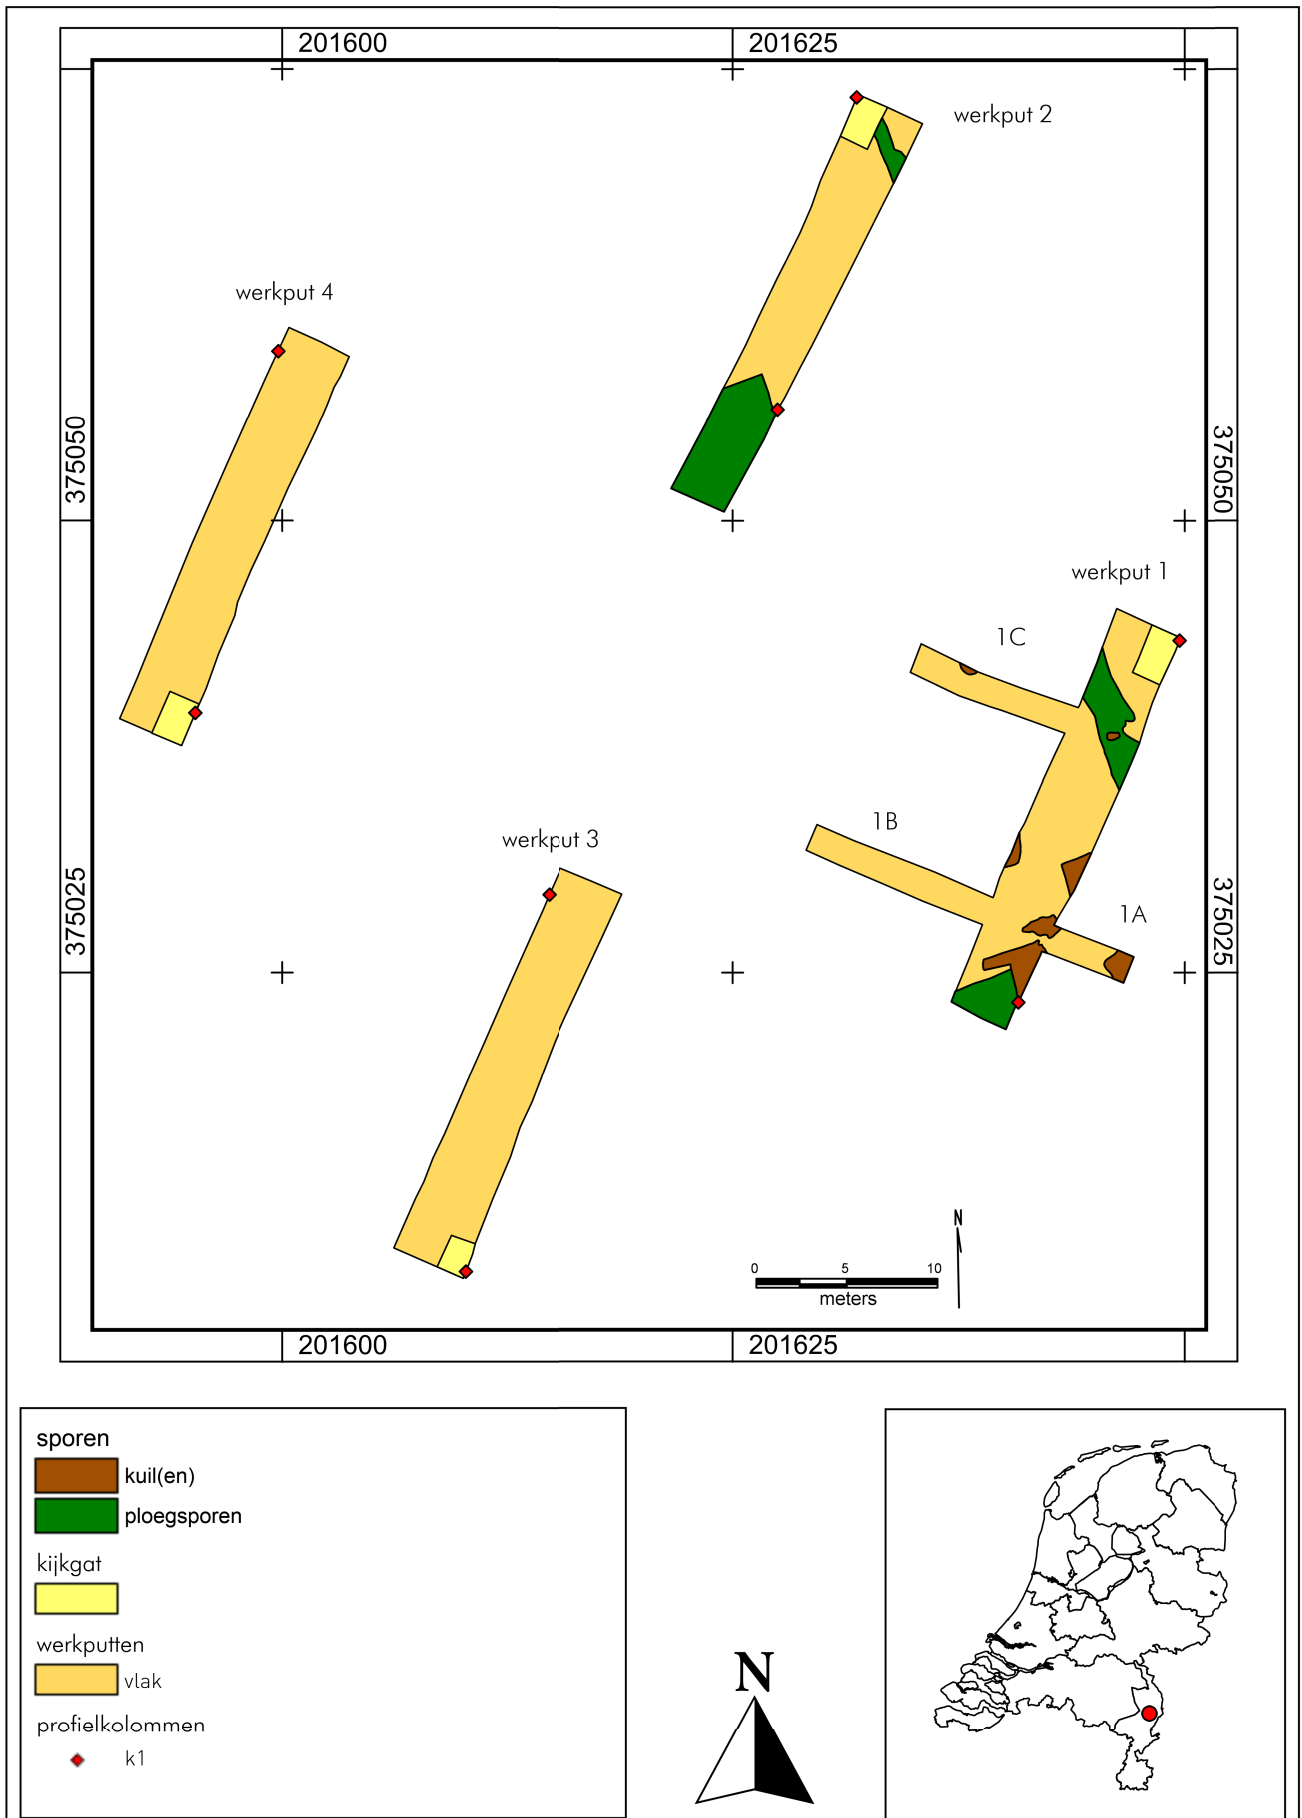 201600
201625
werkput 2
werkput 4
375050
375050
werkput 1
1C
1B
werkput 3
1A
375025
375025
N
0 5 10
meters
201600
201625
sporen
kuil(en)
ploegsporen
kijkgat
werkputten
vlak
profielkolommen
k1
N